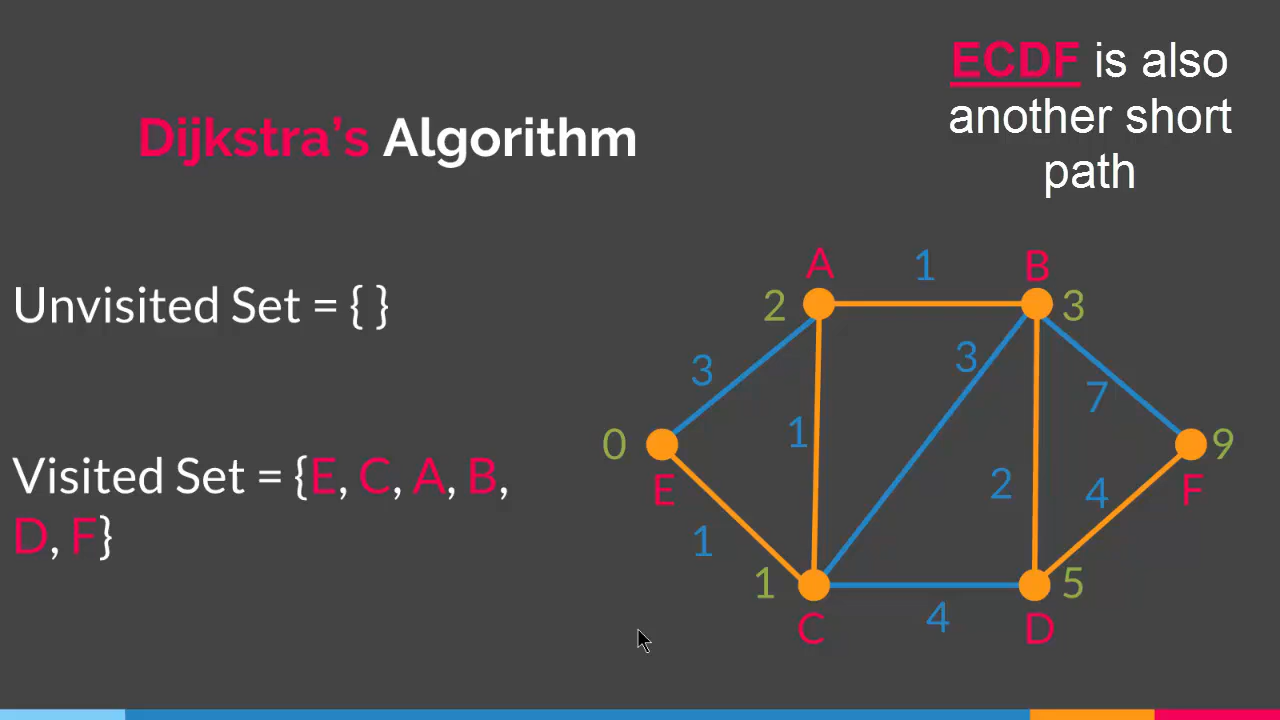 ECDF is also
another short
path
Dijkstra's Algorithm
Unvisited Set = { }
Visited Set = {E, C, A, B,
D, F}
A
1
B
2
3
3
3
7
1
0
9
E
2
4
F
1
1
5
4
C
D